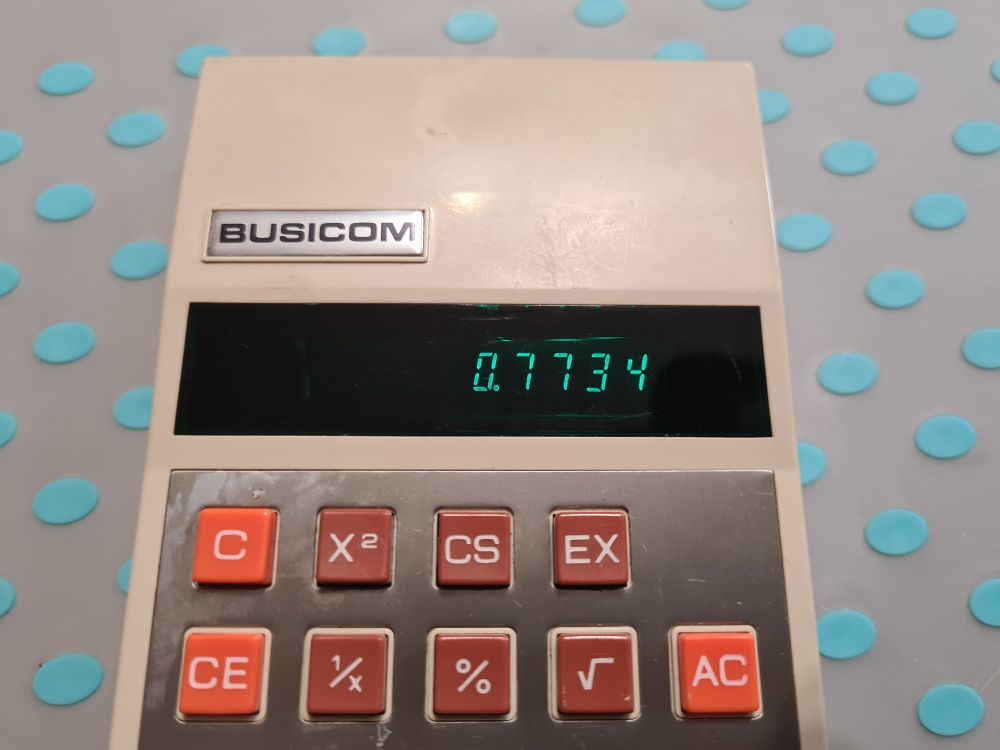 BUSICOM
0.7734
C X² CS EX
CE 1/x % √ AC